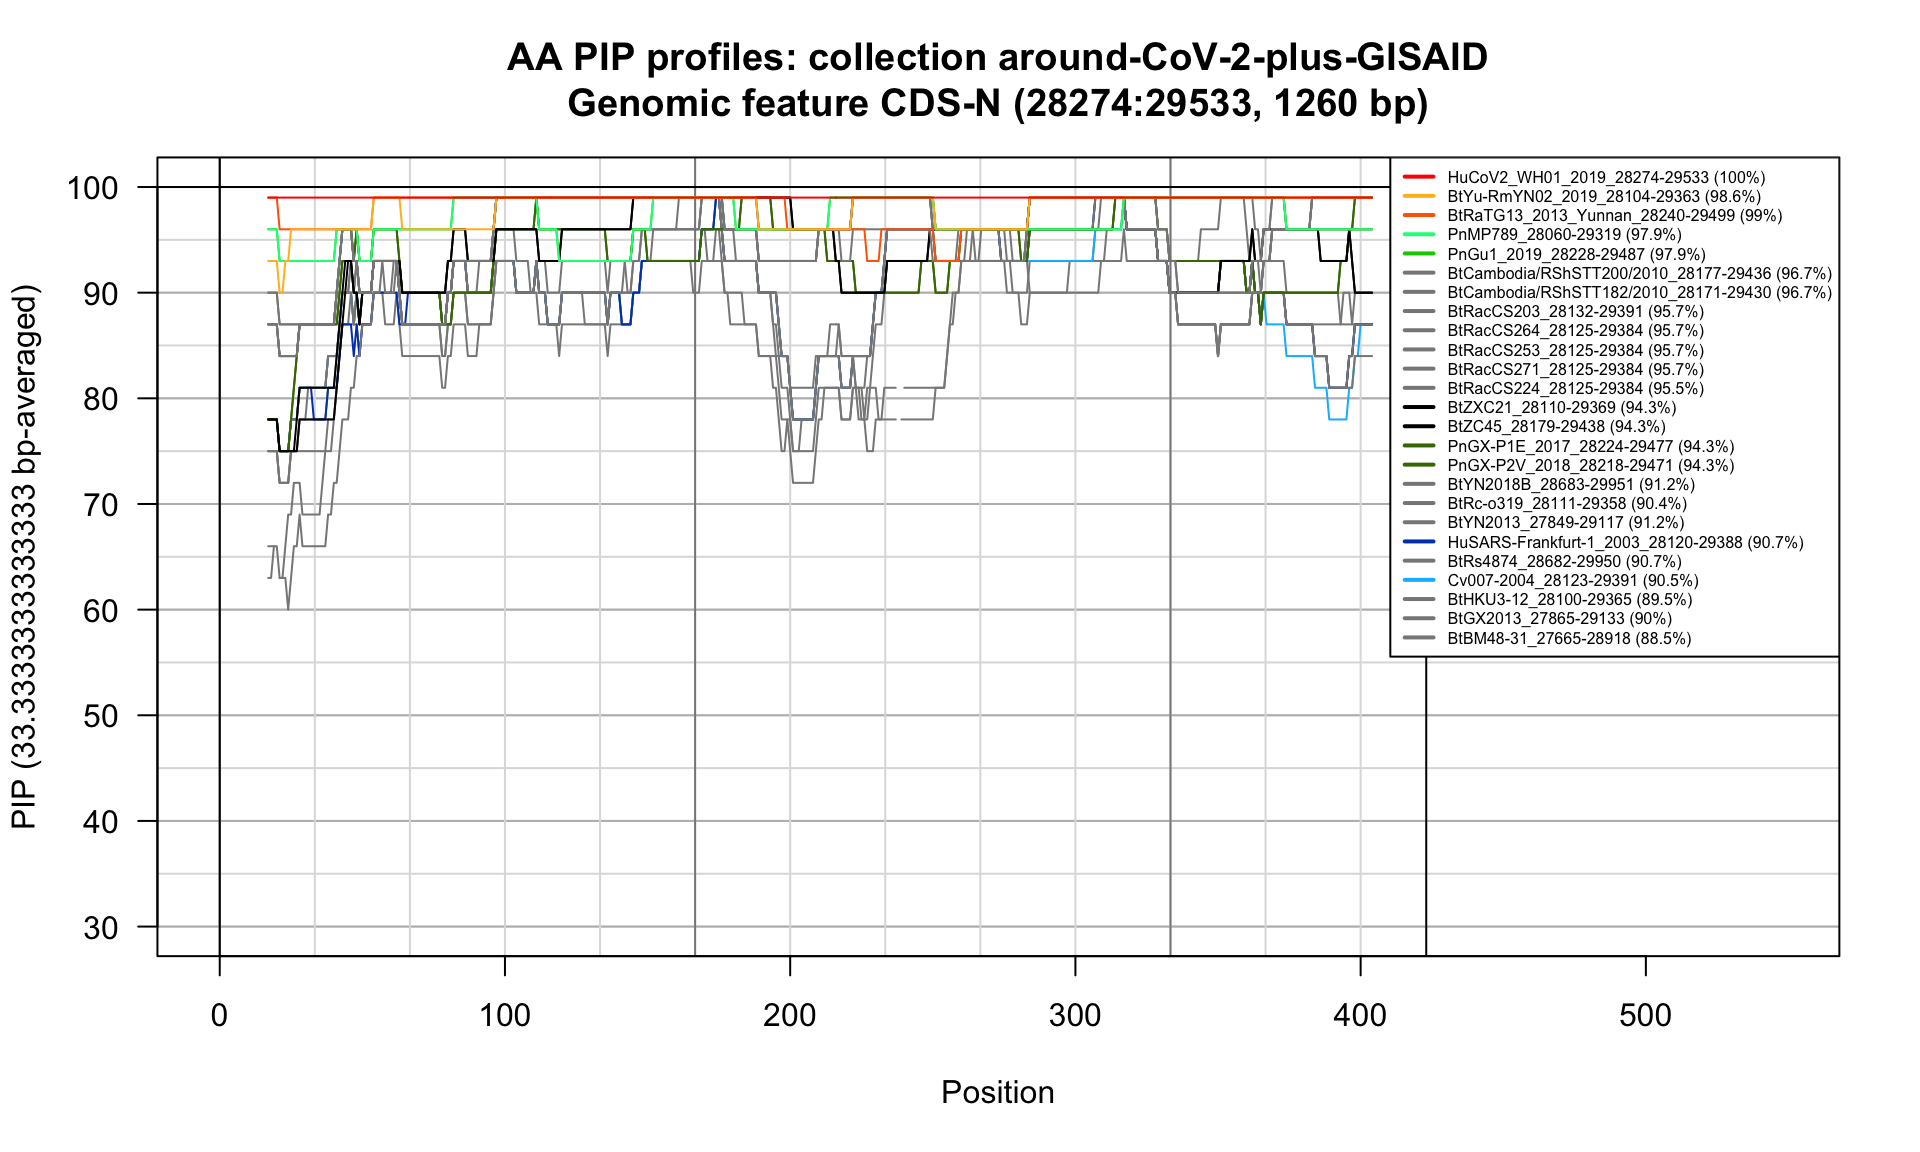 AA PIP profiles: collection around-CoV-2-plus-GISAID
Genomic feature CDS-N (28274:29533, 1260 bp)
PIP (33.3333333333333 bp-averaged)
100
90
80
70
60
50
40
30
HuCoV2_WH01_2019_28274-29533 (100%)
BtYu-RmYN02_2019_28104-29363 (98.6%)
BtRaTG13_2013_Yunnan_28240-29499 (99%)
PnMP789_28060-29319 (97.9%)
PnGu1_2019_28228-29487 (97.9%)
BtCambodia/RShSTT200/2010_28177-29436 (96.7%)
BtCambodia/RShSTT182/2010_28171-29430 (96.7%)
BtRacCS203_28132-29391 (95.7%)
BtRacCS264_28125-29384 (95.7%)
BtRacCS253_28125-29384 (95.7%)
BtRacCS271_28125-29384 (95.7%)
BtRacCS224_28125-29384 (95.5%)
BtZXC21_28110-29369 (94.3%)
BtZC45_28179-29438 (94.3%)
PnGX-P1E_2017_28224-29477 (94.3%)
PnGX-P2V_2018_28218-29471 (94.3%)
BtYN2018B_28683-29951 (91.2%)
BtRc-o319_28111-29358 (90.4%)
BtYN2013_27849-29117 (91.2%)
HuSARS-Frankfurt-1_2003_28120-29388 (90.7%)
BtRs4874_28682-29950 (90.7%)
Cv007-2004_28123-29391 (90.5%)
BtHKU3-12_28100-29365 (89.5%)
BtGX2013_27865-29133 (90%)
BtBM48-31_27665-28918 (88.5%)
0 100 200 300 400 500
Position